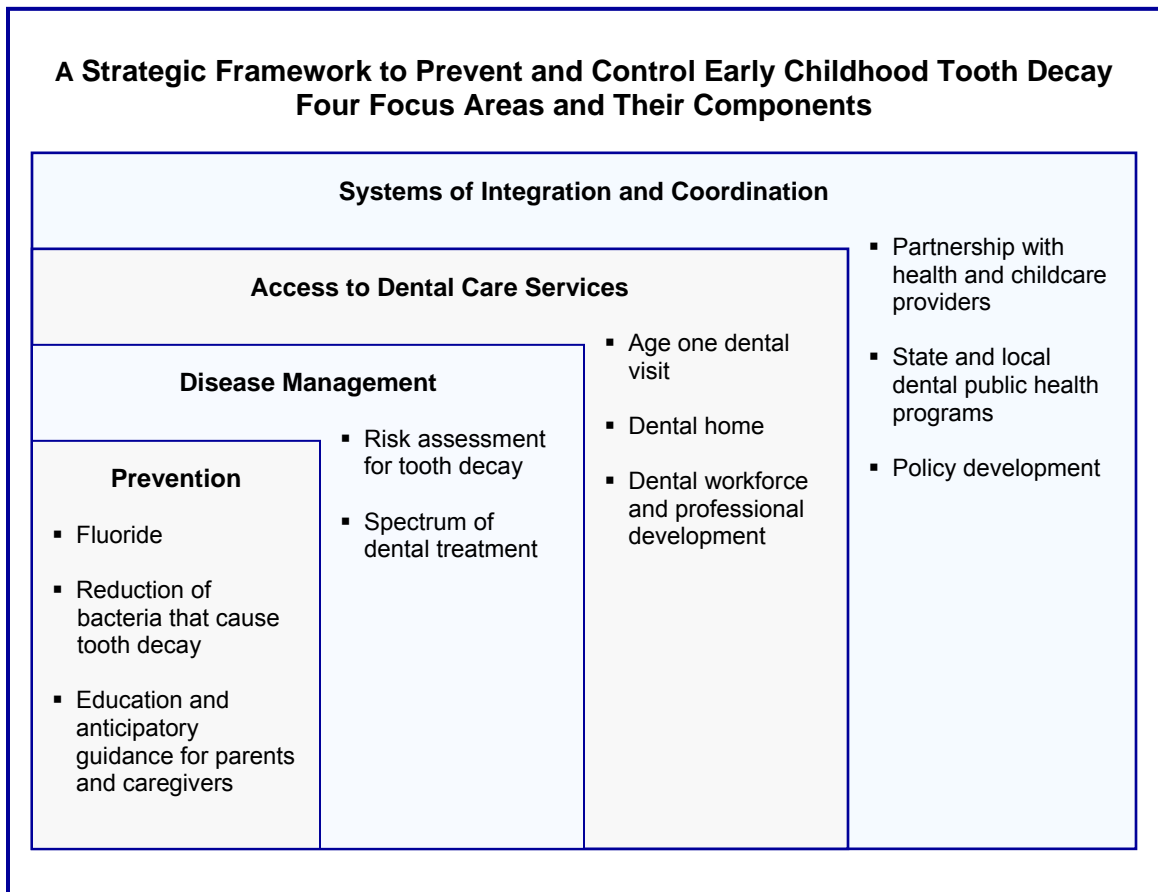 A Strategic Framework to Prevent and Control Early Childhood Tooth Decay
Four Focus Areas and Their Components
Systems of Integration and Coordination
▪ Partnership with
health and childcare
providers
▪ State and local
dental public health
programs
▪ Policy development
Access to Dental Care Services
▪ Age one dental
visit
▪ Dental home
▪ Dental workforce
and professional
development
Disease Management
▪ Risk assessment
for tooth decay
▪ Spectrum of
dental treatment
Prevention
▪ Fluoride
▪ Reduction of
bacteria that cause
tooth decay
▪ Education and
anticipatory
guidance for parents
and caregivers